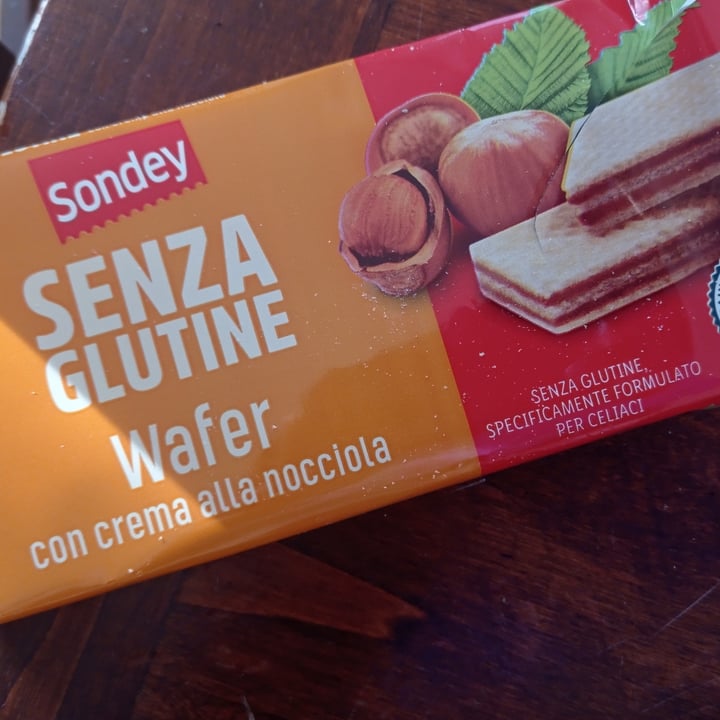 Sondey
SENZA
GLUTINE
Wafer
con crema alla nocciola
SENZA GLUTINE,
SPECIFICAMENTE FORMULATO
PER CELIACI